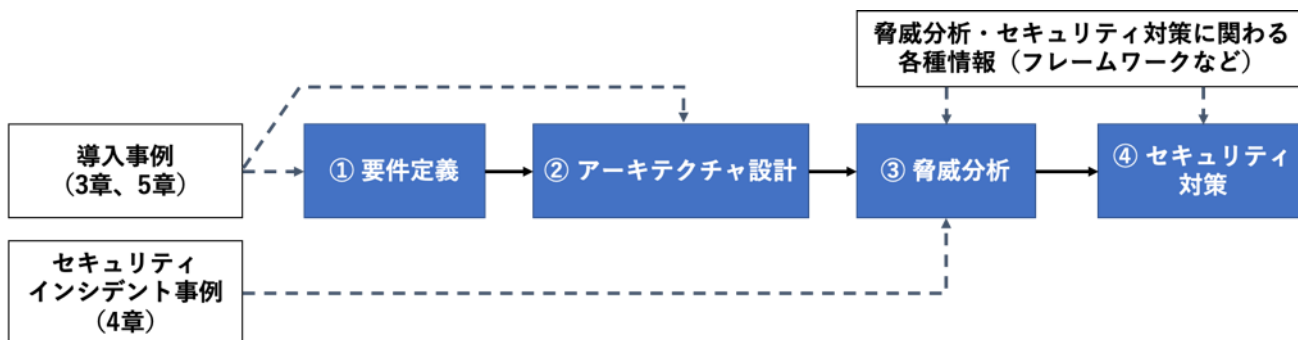 脅威分析・セキュリティ対策に関わる
各種情報（フレームワークなど）
導入事例
（3章、5章）
① 要件定義
② アーキテクチャ設計
③ 脅威分析
④ セキュリティ
対策
セキュリティ
インシデント事例
（4章）